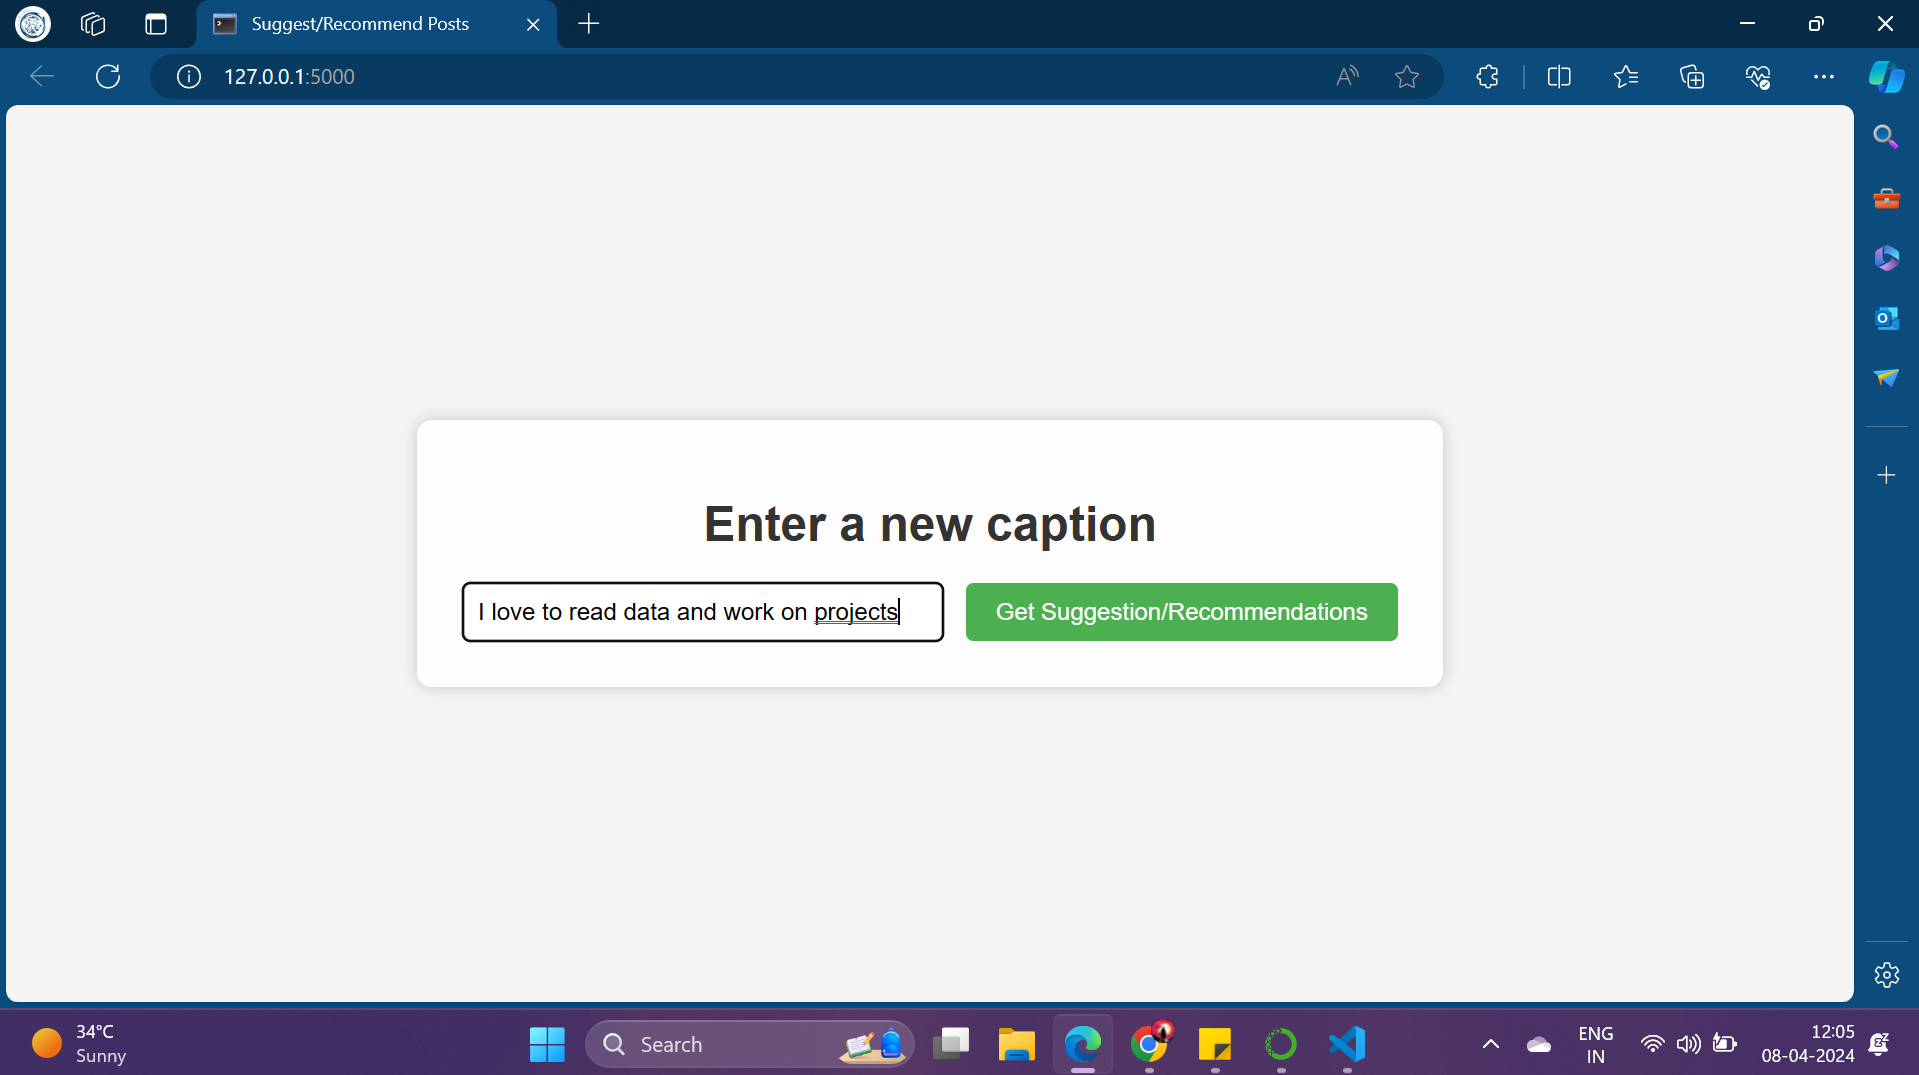 Suggest/Recommend Posts
127.0.0.1:5000
Enter a new caption
I love to read data and work on projects
Get Suggestion/Recommendations
34°C
Sunny
Search
ENG
IN
12:05
08-04-2024